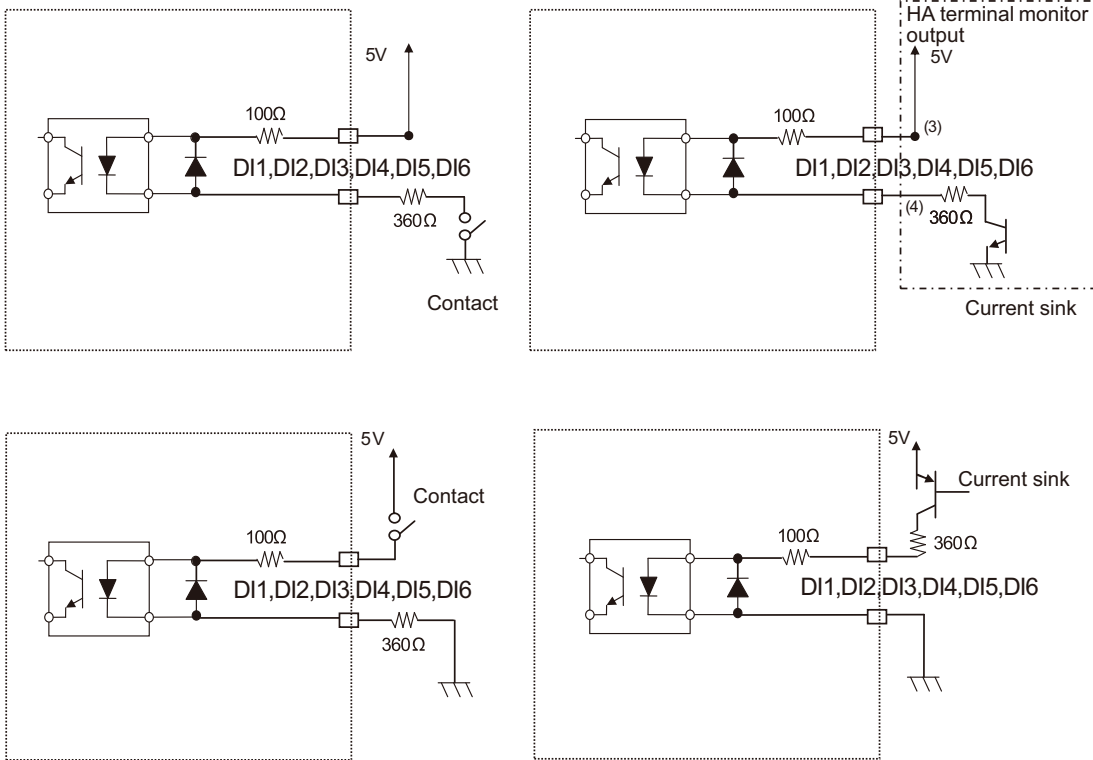 5V
100Ω
DI1,DI2,DI3,DI4,DI5,DI6
360Ω
Contact
HA terminal monitor
output
5V
100Ω
(3)
DI1,DI2,DI3,DI4,DI5,DI6
(4)
360Ω
Current sink
5V
Contact
100Ω
DI1,DI2,DI3,DI4,DI5,DI6
360Ω
5V
Current sink
100Ω
360Ω
DI1,DI2,DI3,DI4,DI5,DI6